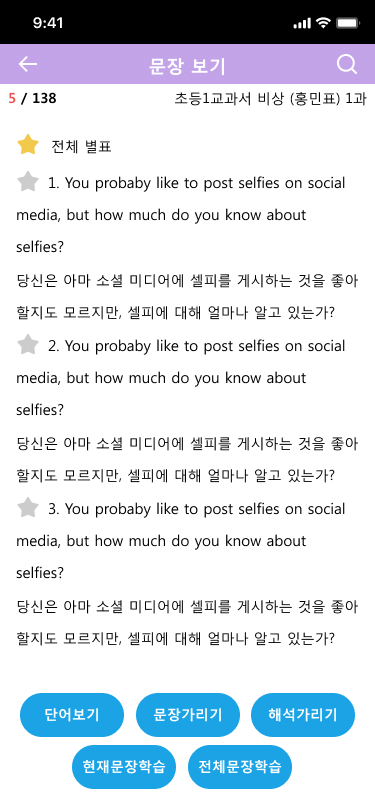 9:41
문장 보기
5 / 138 초등1교과서 비상 (홍민표) 1과
전체 별표
1. You probaby like to post selfies on social
media, but how much do you know about
selfies?
당신은 아마 소셜 미디어에 셀피를 게시하는 것을 좋아
할지도 모르지만, 셀피에 대해 얼마나 알고 있는가?
2. You probaby like to post selfies on social
media, but how much do you know about
selfies?
당신은 아마 소셜 미디어에 셀피를 게시하는 것을 좋아
할지도 모르지만, 셀피에 대해 얼마나 알고 있는가?
3. You probaby like to post selfies on social
media, but how much do you know about
selfies?
당신은 아마 소셜 미디어에 셀피를 게시하는 것을 좋아
할지도 모르지만, 셀피에 대해 얼마나 알고 있는가?
단어보기 문장가리기 해석가리기
현재문장학습 전체문장학습